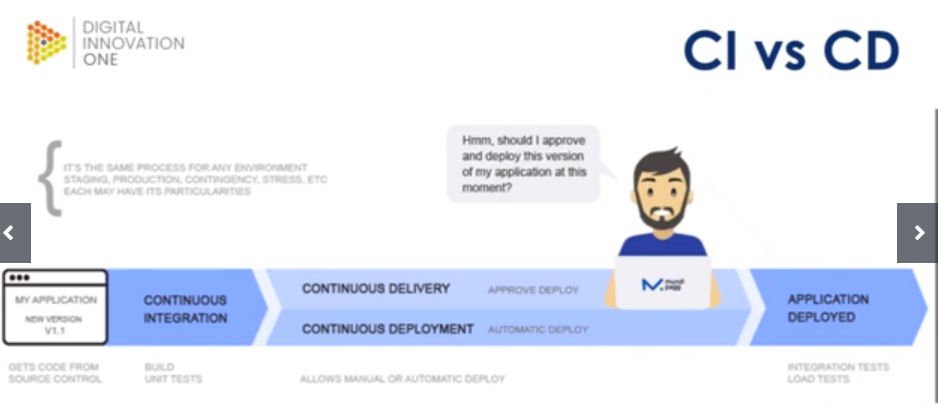 DIGITAL
INNOVATION
ONE
CI vs CD
IT'S THE SAME PROCESS FOR ANY ENVIRONMENT
STAGING, PRODUCTION, CONTINGENCY, STRESS, ETC
EACH MAY HAVE ITS PARTICULARITIES
Hmm, should I approve
and deploy this version
of my application at this
moment?
MY APPLICATION
NEW VERSION
V1.1
CONTINUOUS
INTEGRATION
CONTINUOUS DELIVERY
APPROVE DEPLOY
CONTINUOUS DEPLOYMENT
AUTOMATIC DEPLOY
mundi
pagg
APPLICATION
DEPLOYED
GETS CODE FROM
SOURCE CONTROL
BUILD
UNIT TESTS
ALLOWS MANUAL OR AUTOMATIC DEPLOY
INTEGRATION TESTS
LOAD TESTS